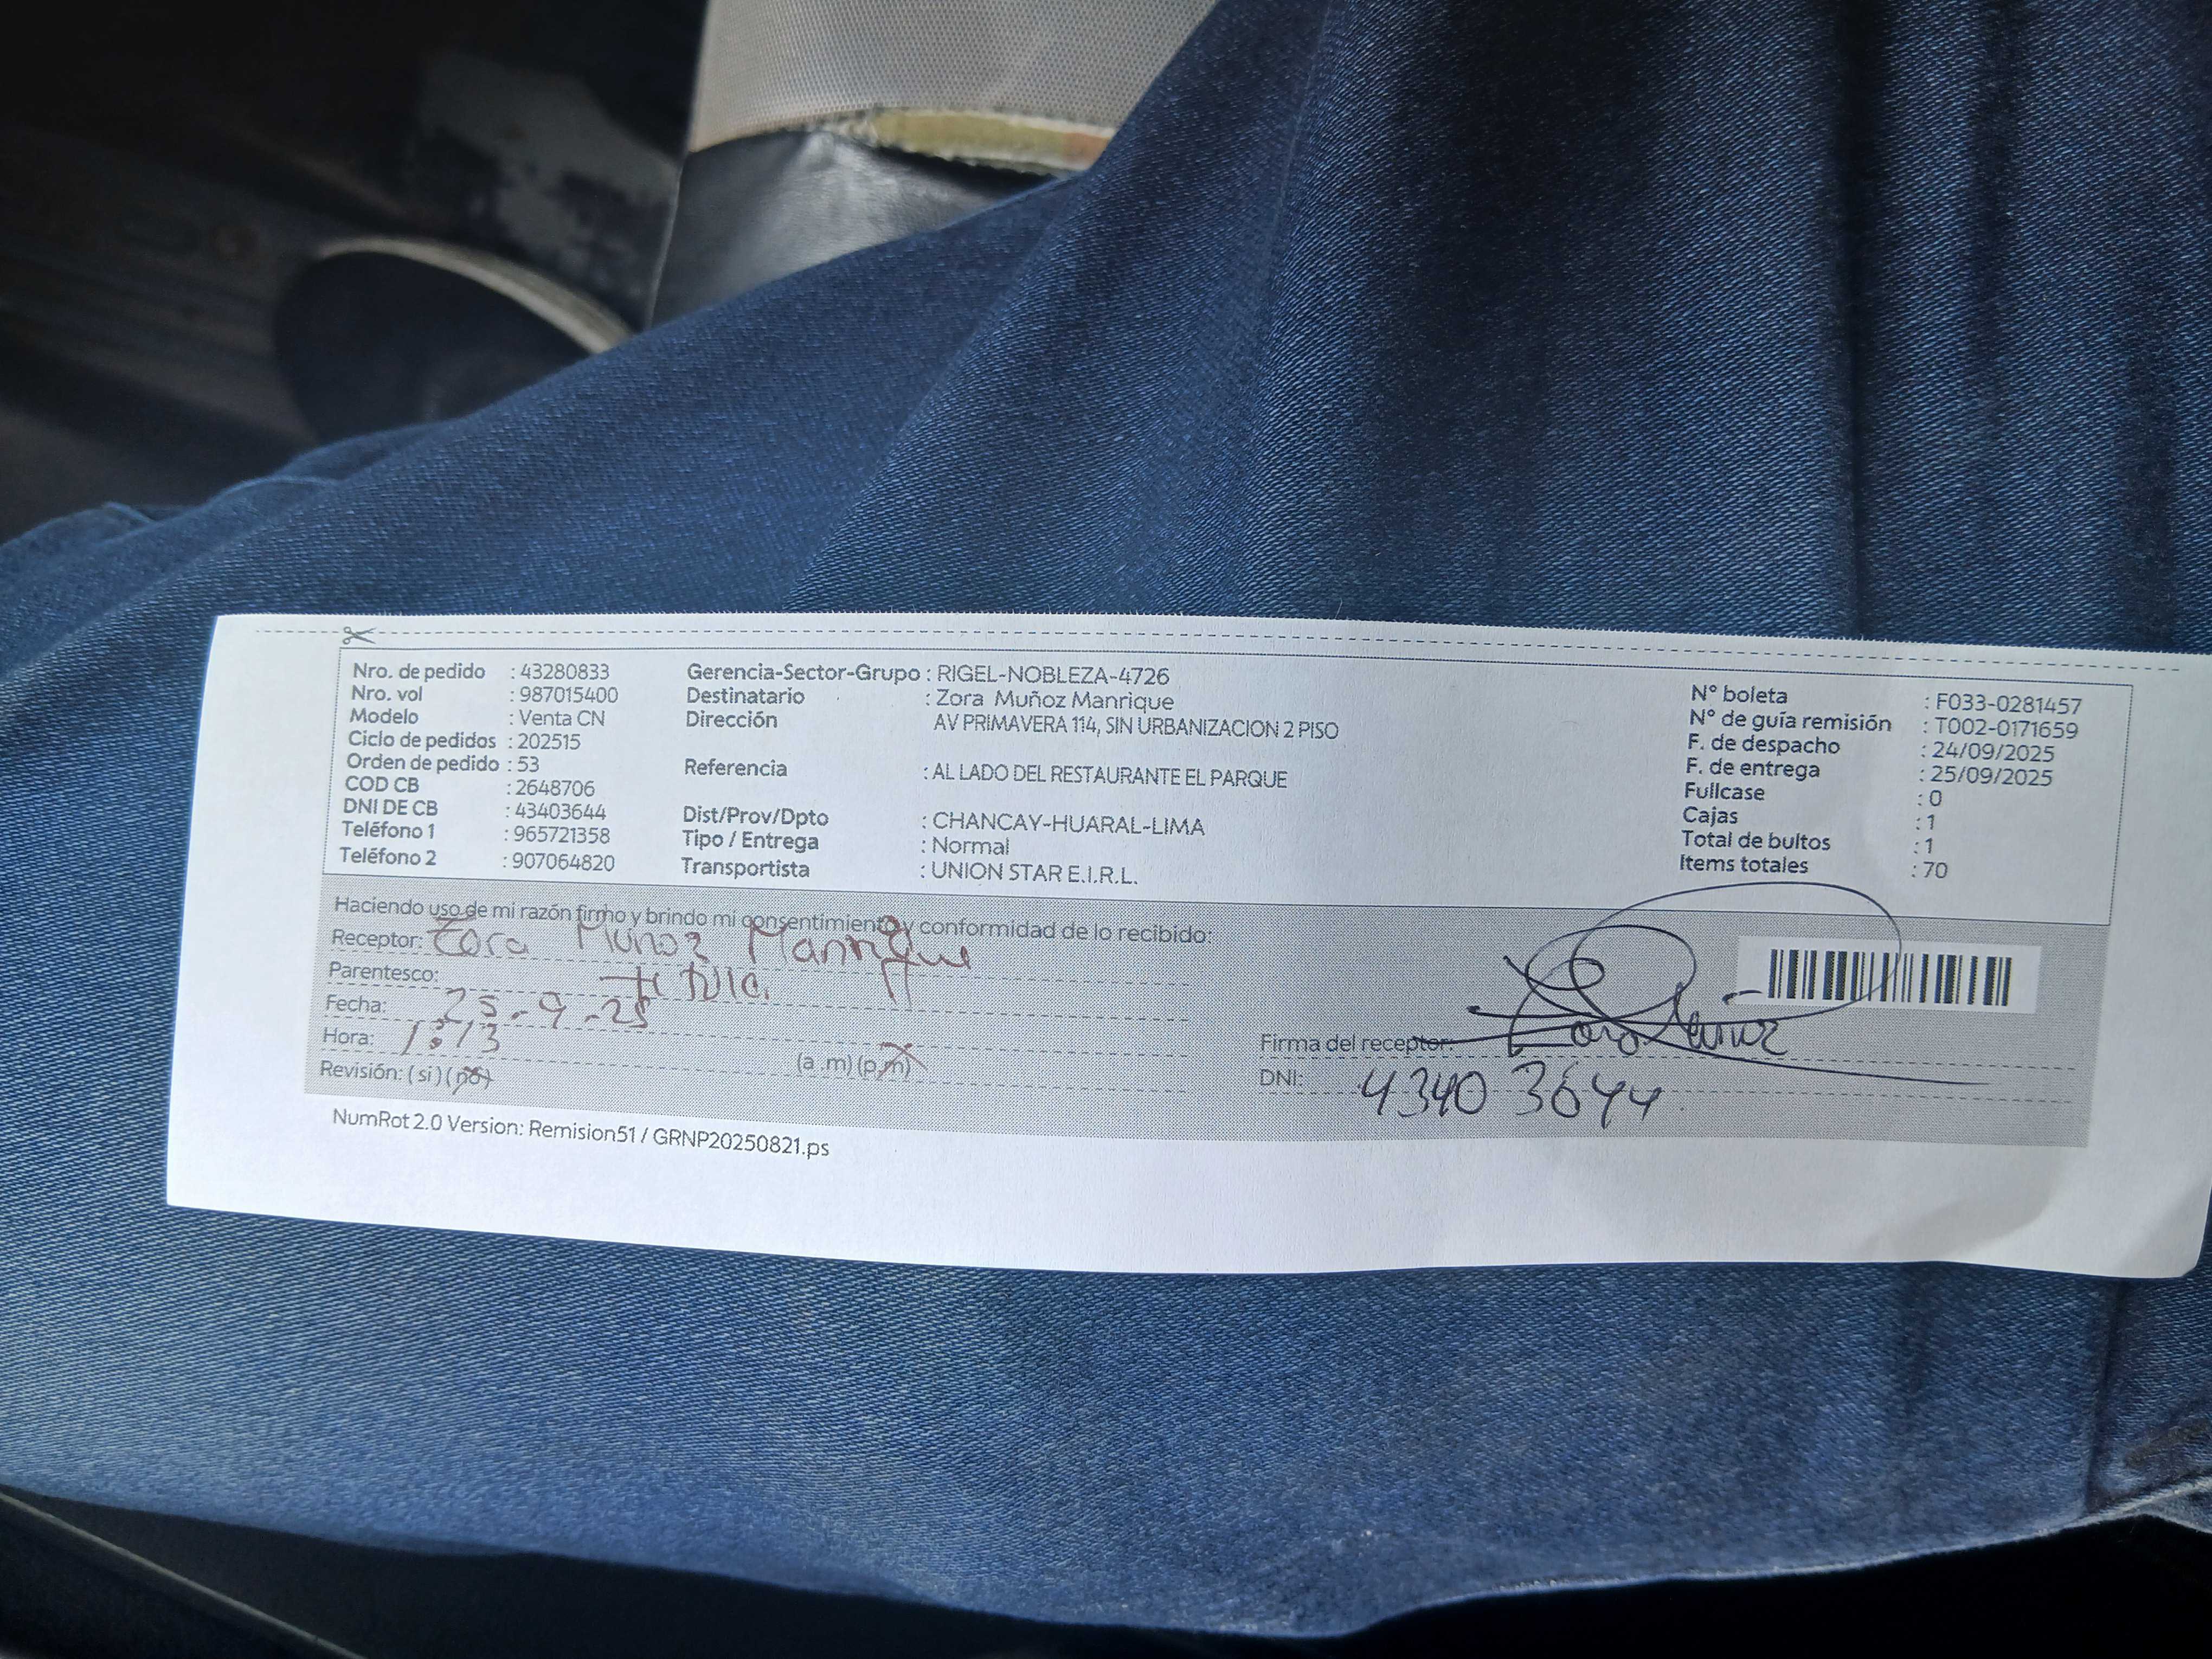 Nro. de pedido : 43280833
Nro. vol : 987015400
Modelo : Venta CN
Ciclo de pedidos : 202515
Orden de pedido : 53
COD CB : 2648706
DNI DE CB : 43403644
Teléfono 1 : 965721358
Teléfono 2 : 907064820
Gerencia-Sector-Grupo : RIGEL-NOBLEZA-4726
Destinatario : Zora Muñoz Manrique
Dirección AV PRIMAVERA 114, SIN URBANIZACION 2 PISO
Referencia : AL LADO DEL RESTAURANTE EL PARQUE
Dist/Prov/Dpto : CHANCAY-HUARAL-LIMA
Tipo / Entrega : Normal
Transportista : UNION STAR E.I.R.L.
N° boleta : F033-0281457
N° de guía remisión : T002-0171659
F. de despacho : 24/09/2025
F. de entrega : 25/09/2025
Fullcase : 0
Cajas : 1
Total de bultos : 1
Items totales : 70
Haciendo uso de mi razón firmo y brindo mi consentimiento y conformidad de lo recibido:
Receptor: Zora Muñoz Manrique
Parentesco:
Fecha: 25-9-25
Hora: 1:13 (a .m) (p.m)
Revisión: (si) (no)
Firma del receptor: Zora Muñoz
DNI: 43403644
NumRot 2.0 Version: Remision51 / GRNP20250821.ps